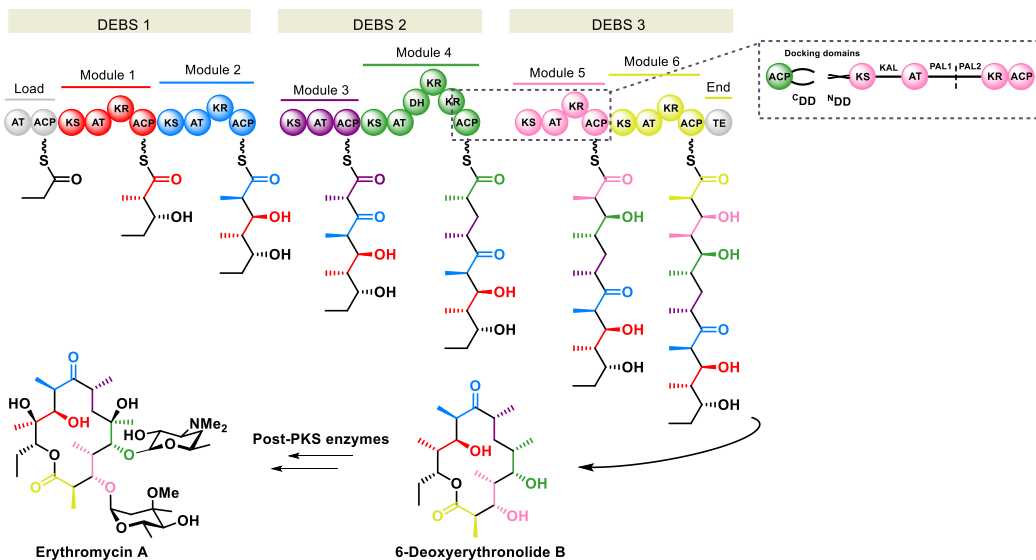 DEBS 1
DEBS 2
DEBS 3
Load
Module 1
Module 2
Module 3
Module 4
Module 5
Module 6
End
AT ACP KS AT KR ACP KS AT KR ACP
KS AT ACP KS AT DH KR KR ACP
KS AT KR ACP KS AT KR ACP TE
Docking domains
ACP KS KAL AT PAL1 PAL2 KR ACP
CDD NDD
S S S S S S S
O
O
OH
O
OH
OH
O
O
OH
OH
O
O
OH
OH
O
OH
O
OH
OH
O
OH
OH
O
OH
OH
O
OH
HO
OH
HO
NMe2
O
O
O
O
O
O
OMe
O
OH
Erythromycin A
Post-PKS enzymes
O
OH
O
O
OH
OH
6-Deoxyerythronolide B